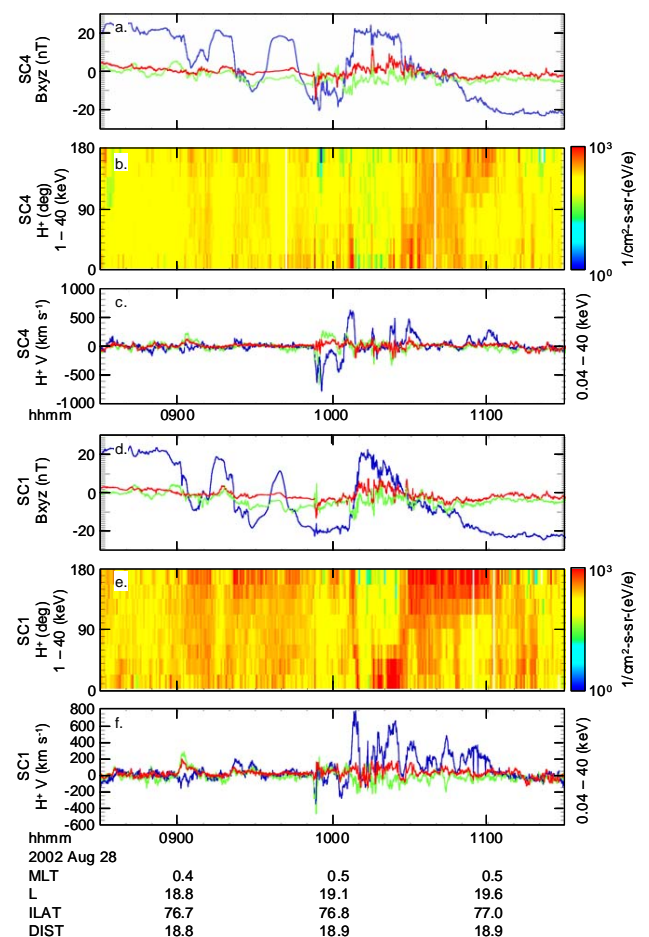 a.
SC4
Bxyz (nT)
20
0
-20
b.
SC4
H+ (deg)
1 – 40 (keV)
180
90
0
10³
10⁰
1/cm²-s-sr-(eV/e)
c.
SC4
H+ V (km s⁻¹)
1000
500
0
-500
-1000
0.04 – 40 (keV)
hhmm 0900 1000 1100
d.
SC1
Bxyz (nT)
20
0
-20
e.
SC1
H+ (deg)
1 – 40 (keV)
180
90
0
10³
10⁰
1/cm²-s-sr-(eV/e)
f.
SC1
H+ V (km s⁻¹)
800
600
400
200
0
-200
-400
-600
0.04 – 40 (keV)
hhmm 0900 1000 1100
2002 Aug 28
MLT 0.4 0.5 0.5
L 18.8 19.1 19.6
ILAT 76.7 76.8 77.0
DIST 18.8 18.9 18.9